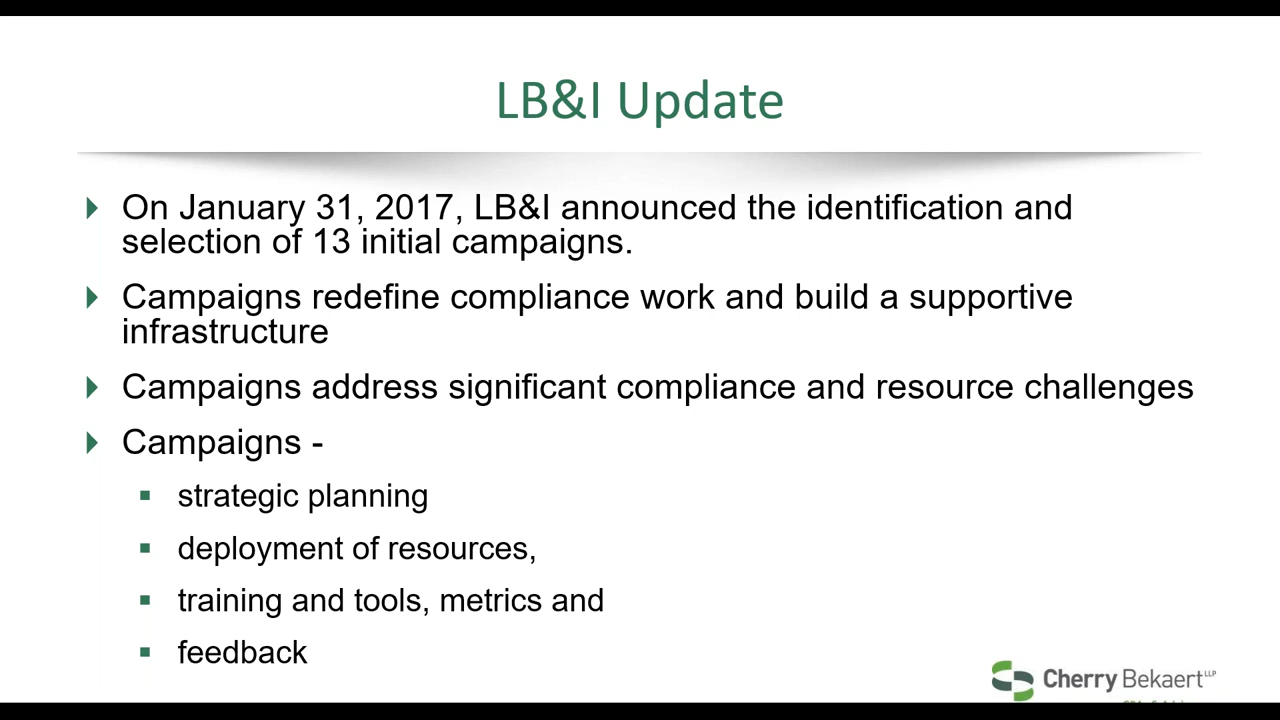 LB&I Update
On January 31, 2017, LB&I announced the identification and
selection of 13 initial campaigns.
Campaigns redefine compliance work and build a supportive
infrastructure
Campaigns address significant compliance and resource challenges
Campaigns -
strategic planning
deployment of resources,
training and tools, metrics and
feedback
Cherry Bekaert LLP